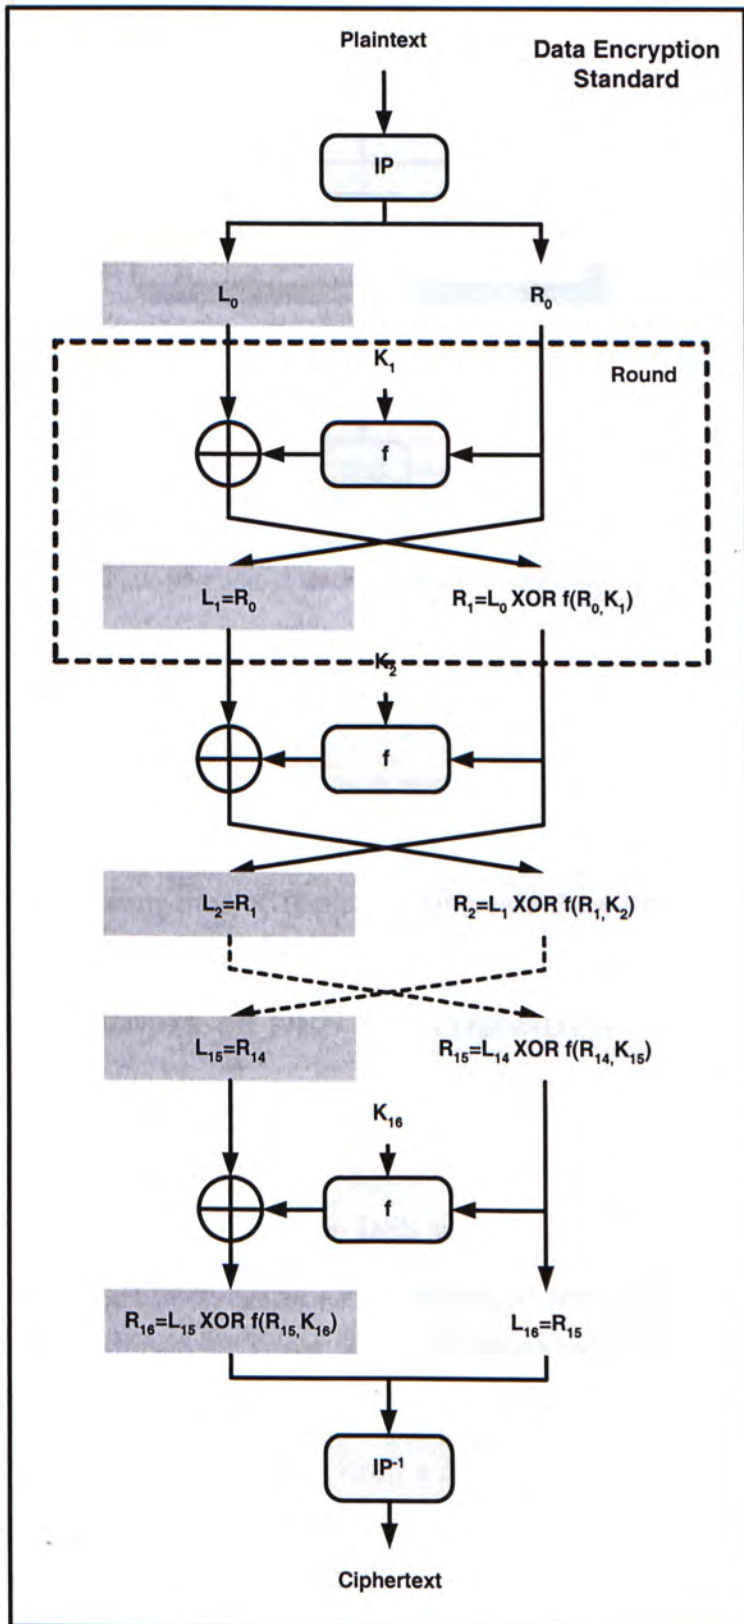 Plaintext
Data Encryption
Standard
IP
L₀
R₀
K₁
Round
f
L₁=R₀
R₁=L₀ XOR f(R₀,K₁)
K₂
f
L₂=R₁
R₂=L₁ XOR f(R₁,K₂)
L₁₅=R₁₄
R₁₅=L₁₄ XOR f(R₁₄,K₁₅)
K₁₆
f
R₁₆=L₁₅ XOR f(R₁₅,K₁₆)
L₁₆=R₁₅
IP⁻¹
Ciphertext